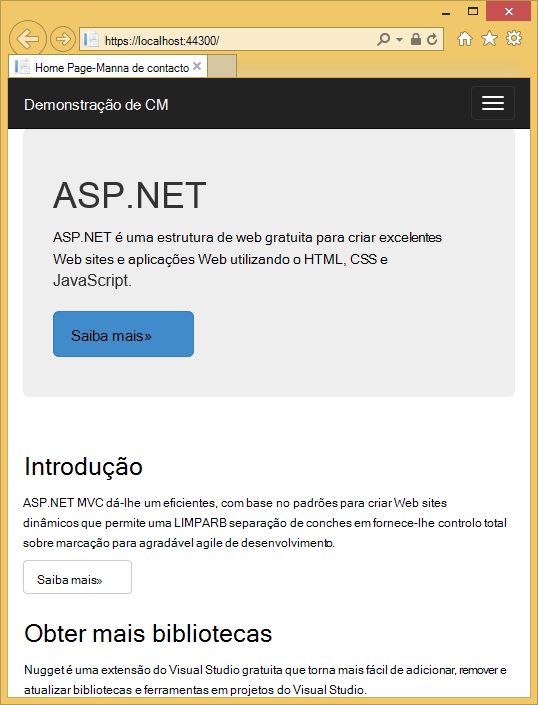 https://localhost:44300/
Home Page-Manna de contacto
Demonstração de CM
ASP.NET
ASP.NET é uma estrutura de web gratuita para criar excelentes
Web sites e aplicações Web utilizando o HTML, CSS e
JavaScript.
Saiba mais»
Introdução
ASP.NET MVC dá-lhe um eficientes, com base no padrões para criar Web sites
dinâmicos que permite uma LIMPARB separação de conches em fornece-lhe controlo total
sobre marcação para agradável agile de desenvolvimento.
Saiba mais»
Obter mais bibliotecas
Nugget é uma extensão do Visual Studio gratuita que torna mais fácil de adicionar, remover e
atualizar bibliotecas e ferramentas em projetos do Visual Studio.